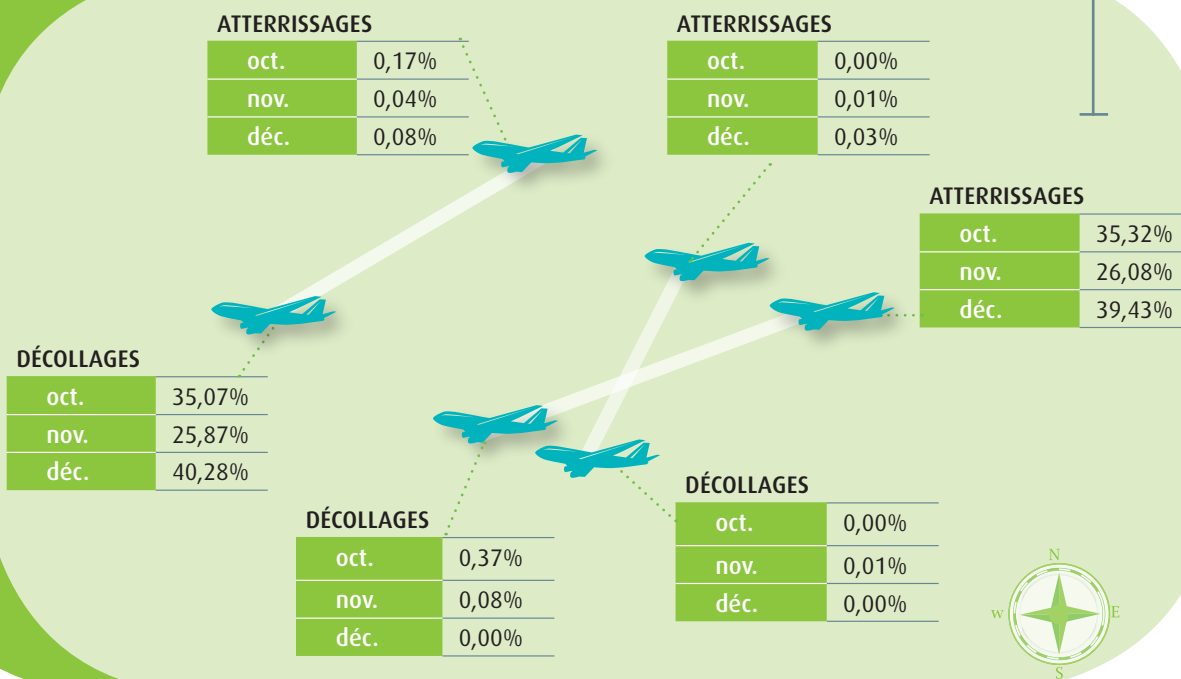 ATTERRISSAGES
oct. 0,17%
nov. 0,04%
déc. 0,08%
ATTERRISSAGES
oct. 0,00%
nov. 0,01%
déc. 0,03%
ATTERRISSAGES
oct. 35,32%
nov. 26,08%
déc. 39,43%
DÉCOLLAGES
oct. 35,07%
nov. 25,87%
déc. 40,28%
DÉCOLLAGES
oct. 0,37%
nov. 0,08%
déc. 0,00%
DÉCOLLAGES
oct. 0,00%
nov. 0,01%
déc. 0,00%
N
W E
S